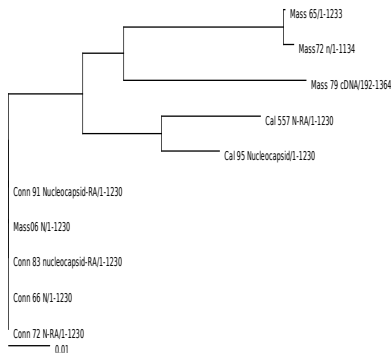 Mass 65/1-1233
Mass72 n/1-1134
Mass 79 cDNA/192-1364
Cal 557 N-RA/1-1230
Cal 95 Nucleocapsid/1-1230
Conn 91 Nucleocapsid-RA/1-1230
Mass06 N/1-1230
Conn 83 nucleocapsid-RA/1-1230
Conn 66 N/1-1230
Conn 72 N-RA/1-1230
0.01